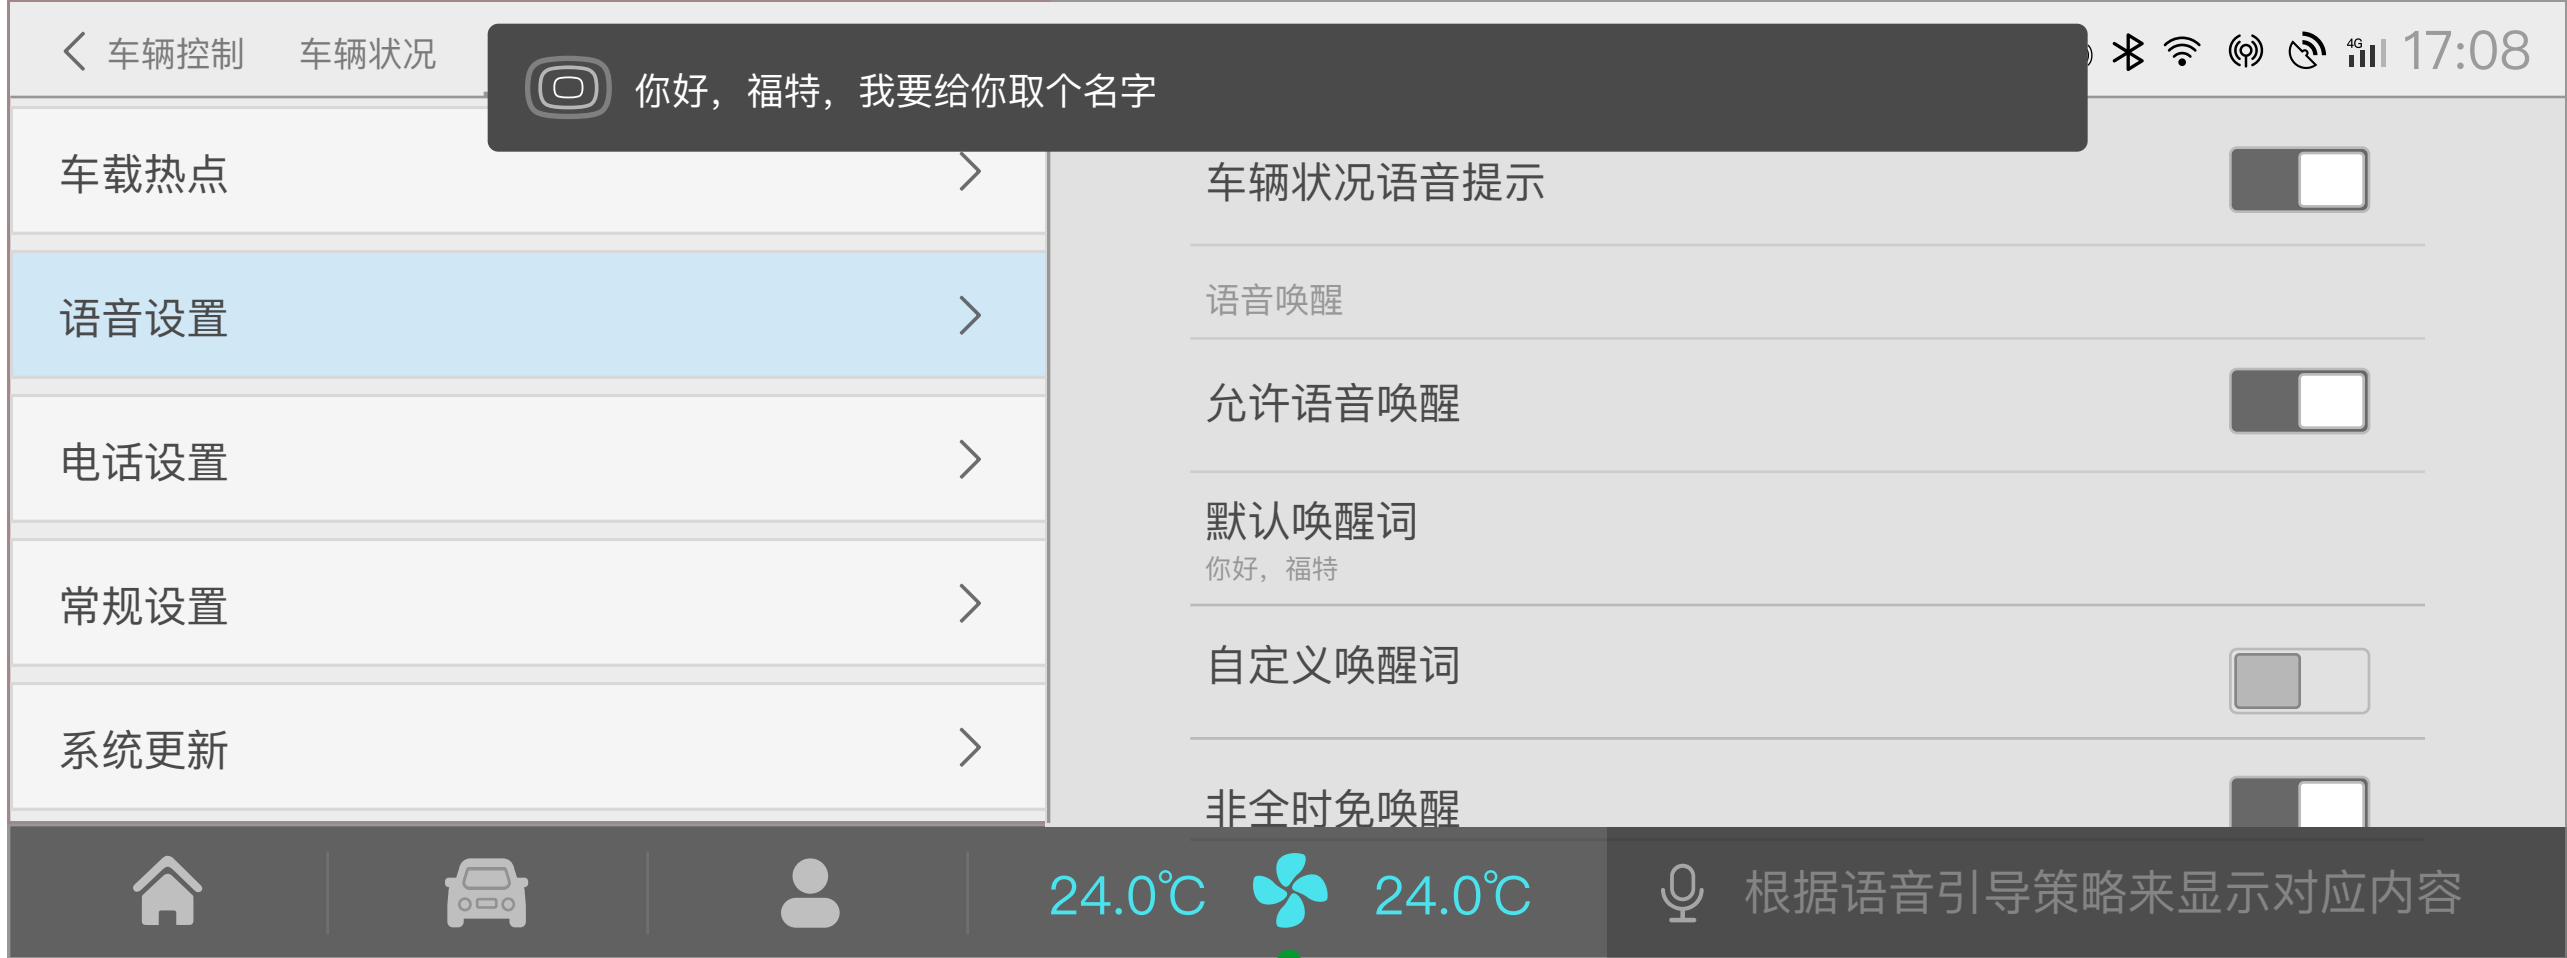 车辆控制 车辆状况
你好，福特，我要给你取个名字
4G 17:08
车载热点
语音设置
电话设置
常规设置
系统更新
车辆状况语音提示
语音唤醒
允许语音唤醒
默认唤醒词
你好，福特
自定义唤醒词
非全时免唤醒
24.0℃ 24.0℃
根据语音引导策略来显示对应内容